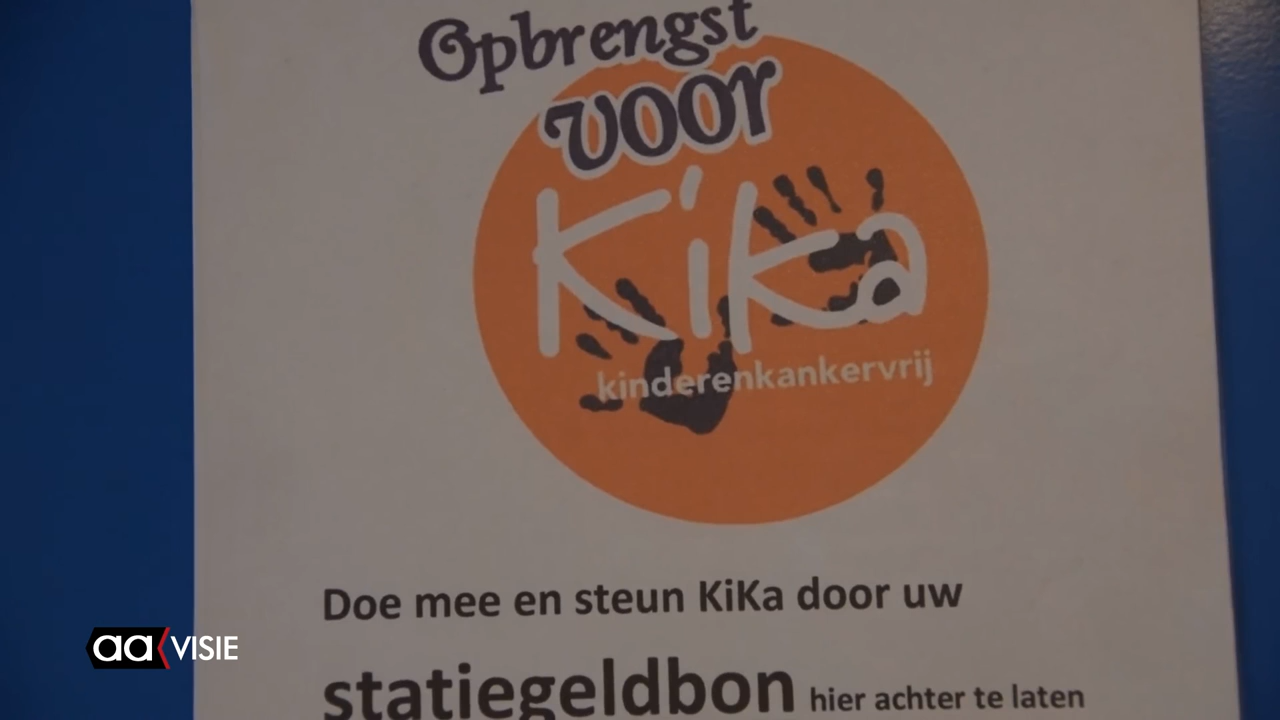 Opbrengst
voor
KiKa
kinderenkankervrij
Doe mee en steun KiKa door uw
statiegeldbon hier achter te laten
aa VISIE